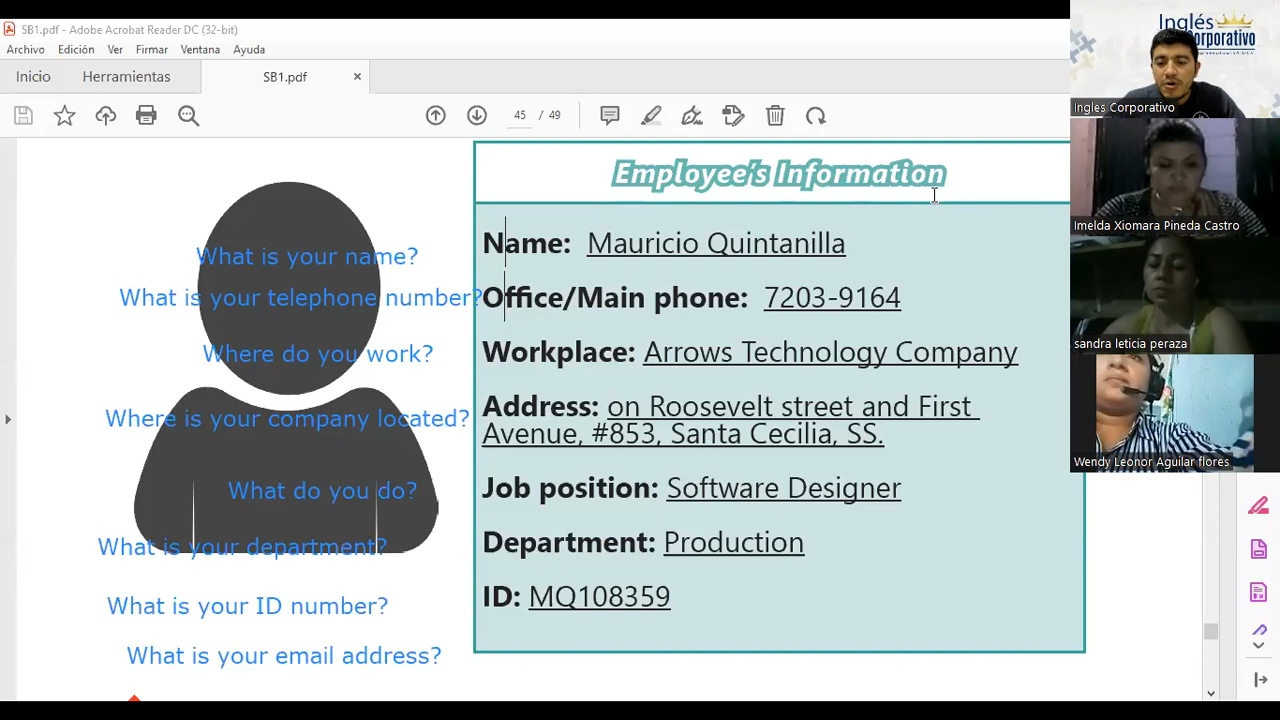 SB1.pdf - Adobe Acrobat Reader DC (32-bit)
Archivo Edición Ver Firmar Ventana Ayuda
Inicio Herramientas SB1.pdf ×
45 / 49
Employee's Information
What is your name?
What is your telephone number?
Where do you work?
Where is your company located?
What do you do?
What is your department?
What is your ID number?
What is your email address?
Name: Mauricio Quintanilla
Office/Main phone: 7203-9164
Workplace: Arrows Technology Company
Address: on Roosevelt street and First
Avenue, #853, Santa Cecilia, SS.
Job position: Software Designer
Department: Production
ID: MQ108359
Inglés
Corporativo
Ingles Corporativo
Imelda Xiomara Pineda Castro
sandra leticia peraza
Wendy Leonor Aguilar flores